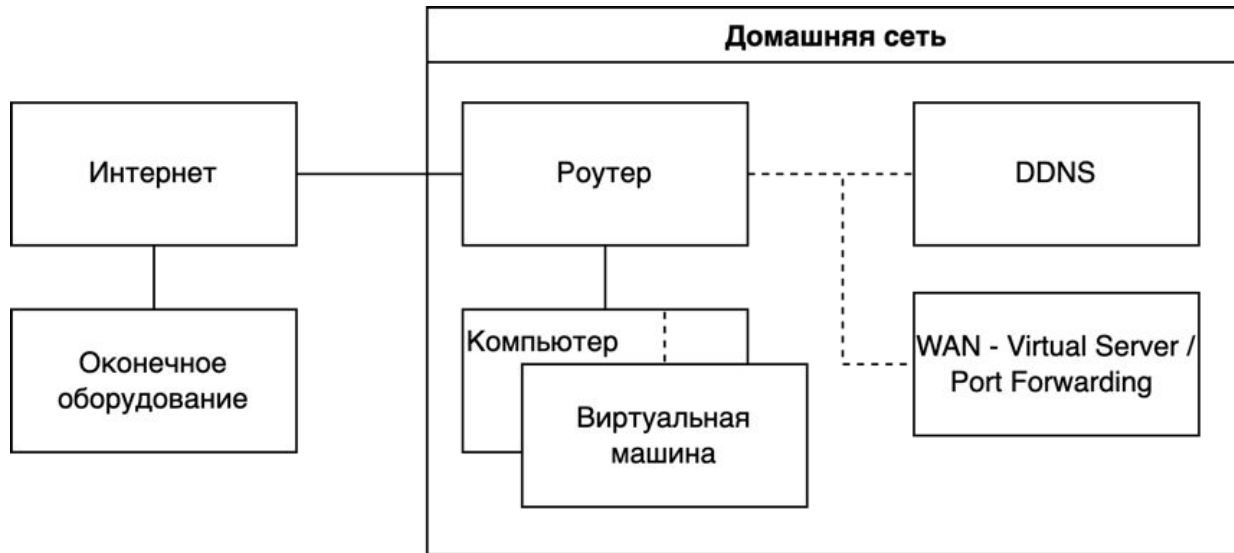 Домашняя сеть
Интернет
Роутер
DDNS
Оконечное
оборудование
Компьютер
Виртуальная
машина
WAN - Virtual Server /
Port Forwarding